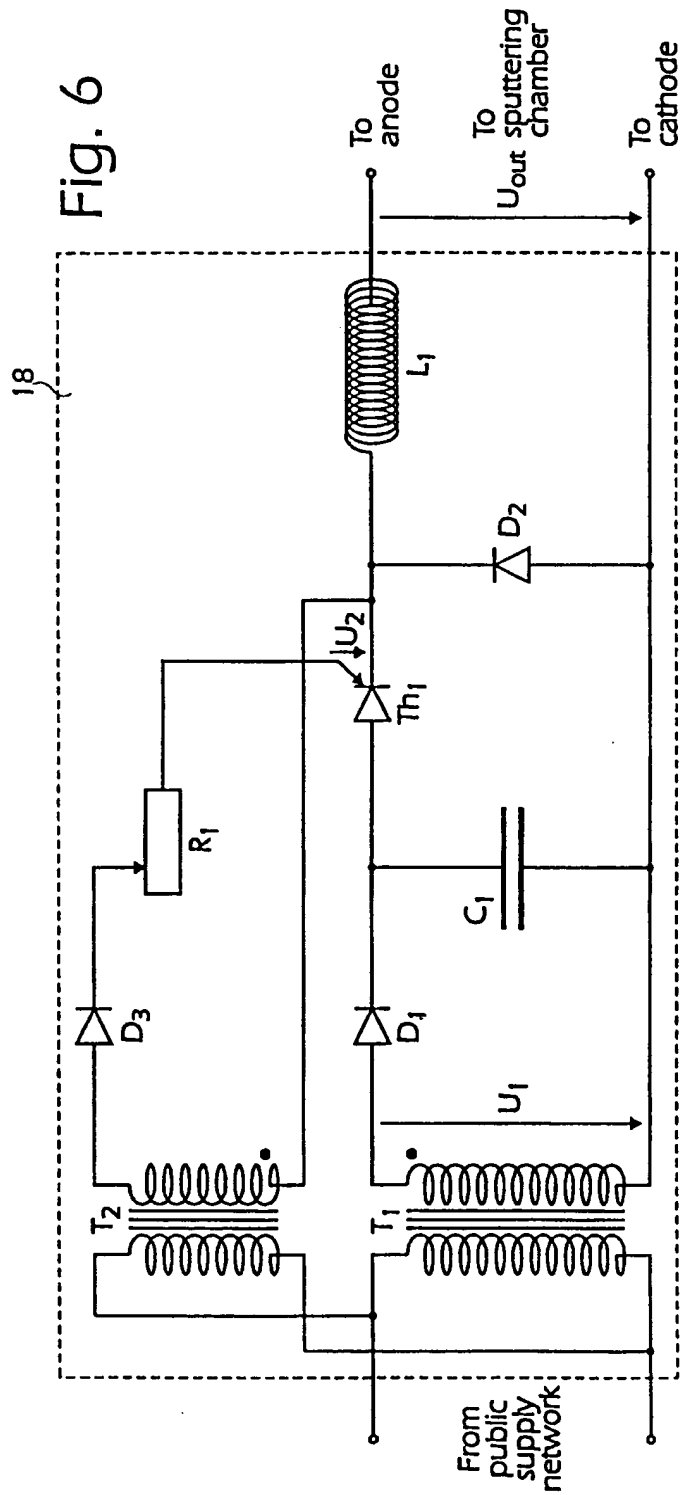 Fig. 6
18
T₂
D₃
R₁
U₂
L₁
To
anode
Th₁
D₂
U_out
To
sputtering
chamber
T₁
D₁
C₁
U₁
To
cathode
From
public
supply
network